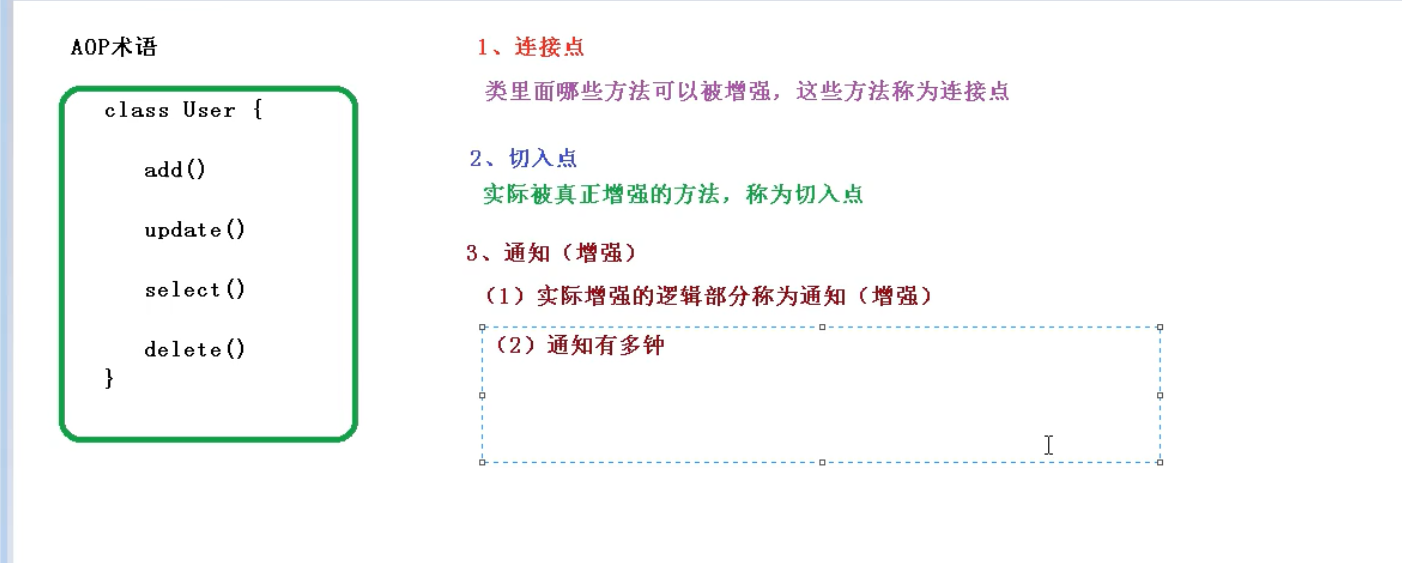 AOP术语
class User {
add()
update()
select()
delete()
}
1、连接点
类里面哪些方法可以被增强，这些方法称为连接点
2、切入点
实际被真正增强的方法，称为切入点
3、通知（增强）
（1）实际增强的逻辑部分称为通知（增强）
（2）通知有多钟